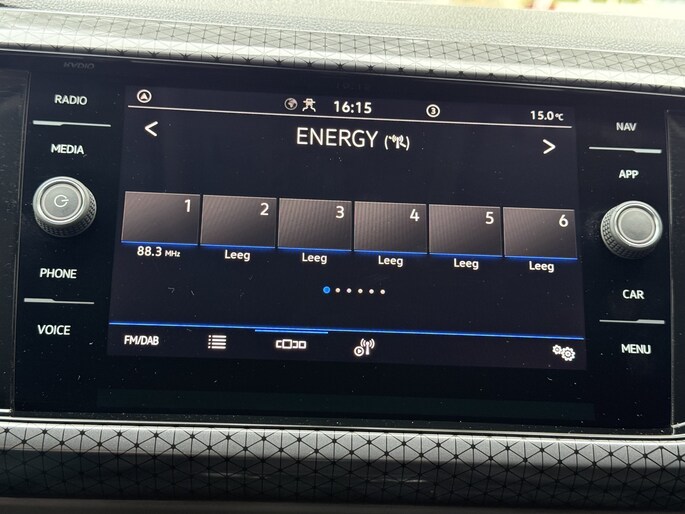 RADIO
MEDIA
PHONE
VOICE
16:15
3
15.0°C
< ENERGY >
1 2 3 4 5 6
88.3 MHz Leeg Leeg Leeg Leeg Leeg
FM/DAB
NAV
APP
CAR
MENU